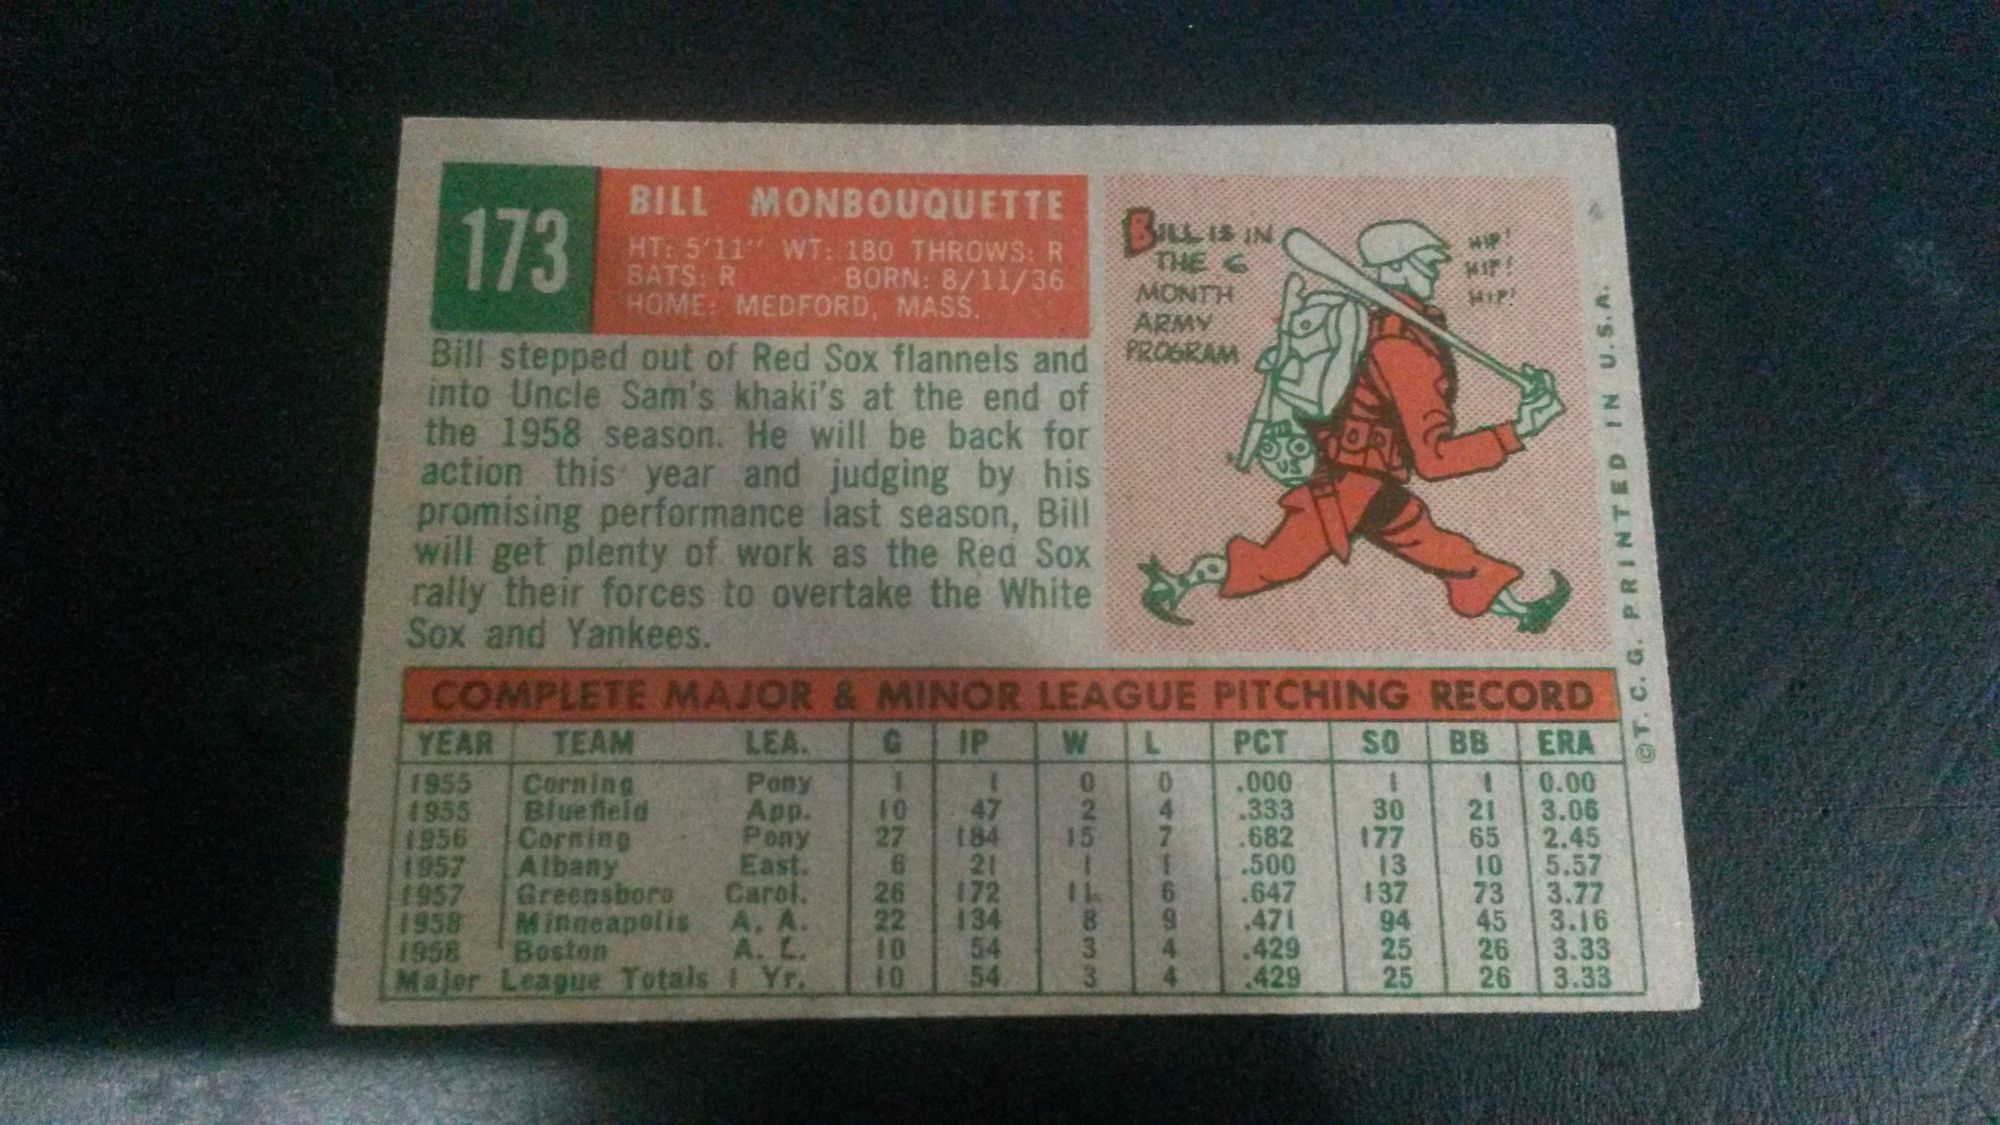 173
BILL MONBOUQUETTE
HT: 5'11" WT: 180 THROWS: R
BATS: R BORN: 8/11/36
HOME: MEDFORD, MASS.
Bill stepped out of Red Sox flannels and
into Uncle Sam's khaki's at the end of
the 1958 season. He will be back for
action this year and judging by his
promising performance last season, Bill
will get plenty of work as the Red Sox
rally their forces to overtake the White
Sox and Yankees.
BILL IS IN
THE 6
MONTH
ARMY
PROGRAM
HIP!
HIP!
HIP!
US
©T. C. G. PRINTED IN U.S.A.
COMPLETE MAJOR & MINOR LEAGUE PITCHING RECORD
YEAR TEAM LEA. G IP W L PCT SO BB ERA
1955 Corning Pony 1 1 0 0 .000 1 1 0.00
1955 Bluefield App. 10 47 2 4 .333 30 21 3.06
1956 Corning Pony 27 184 15 7 .682 177 65 2.45
1957 Albany East. 6 21 1 1 .500 13 10 5.57
1957 Greensboro Carol. 26 172 11 6 .647 137 73 3.77
1958 Minneapolis A. A. 22 134 8 9 .471 94 45 3.16
1958 Boston A. L. 10 54 3 4 .429 25 26 3.33
Major League Totals 1 Yr. 10 54 3 4 .429 25 26 3.33